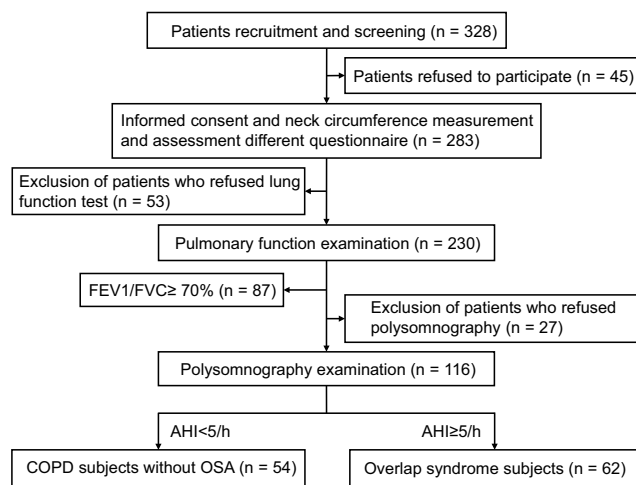 Patients recruitment and screening (n = 328)
Patients refused to participate (n = 45)
Informed consent and neck circumference measurement
and assessment different questionnaire (n = 283)
Exclusion of patients who refused lung
function test (n = 53)
Pulmonary function examination (n = 230)
FEV1/FVC≥ 70% (n = 87)
Exclusion of patients who refused
polysomnography (n = 27)
Polysomnography examination (n = 116)
AHI<5/h
AHI≥5/h
COPD subjects without OSA (n = 54)
Overlap syndrome subjects (n = 62)